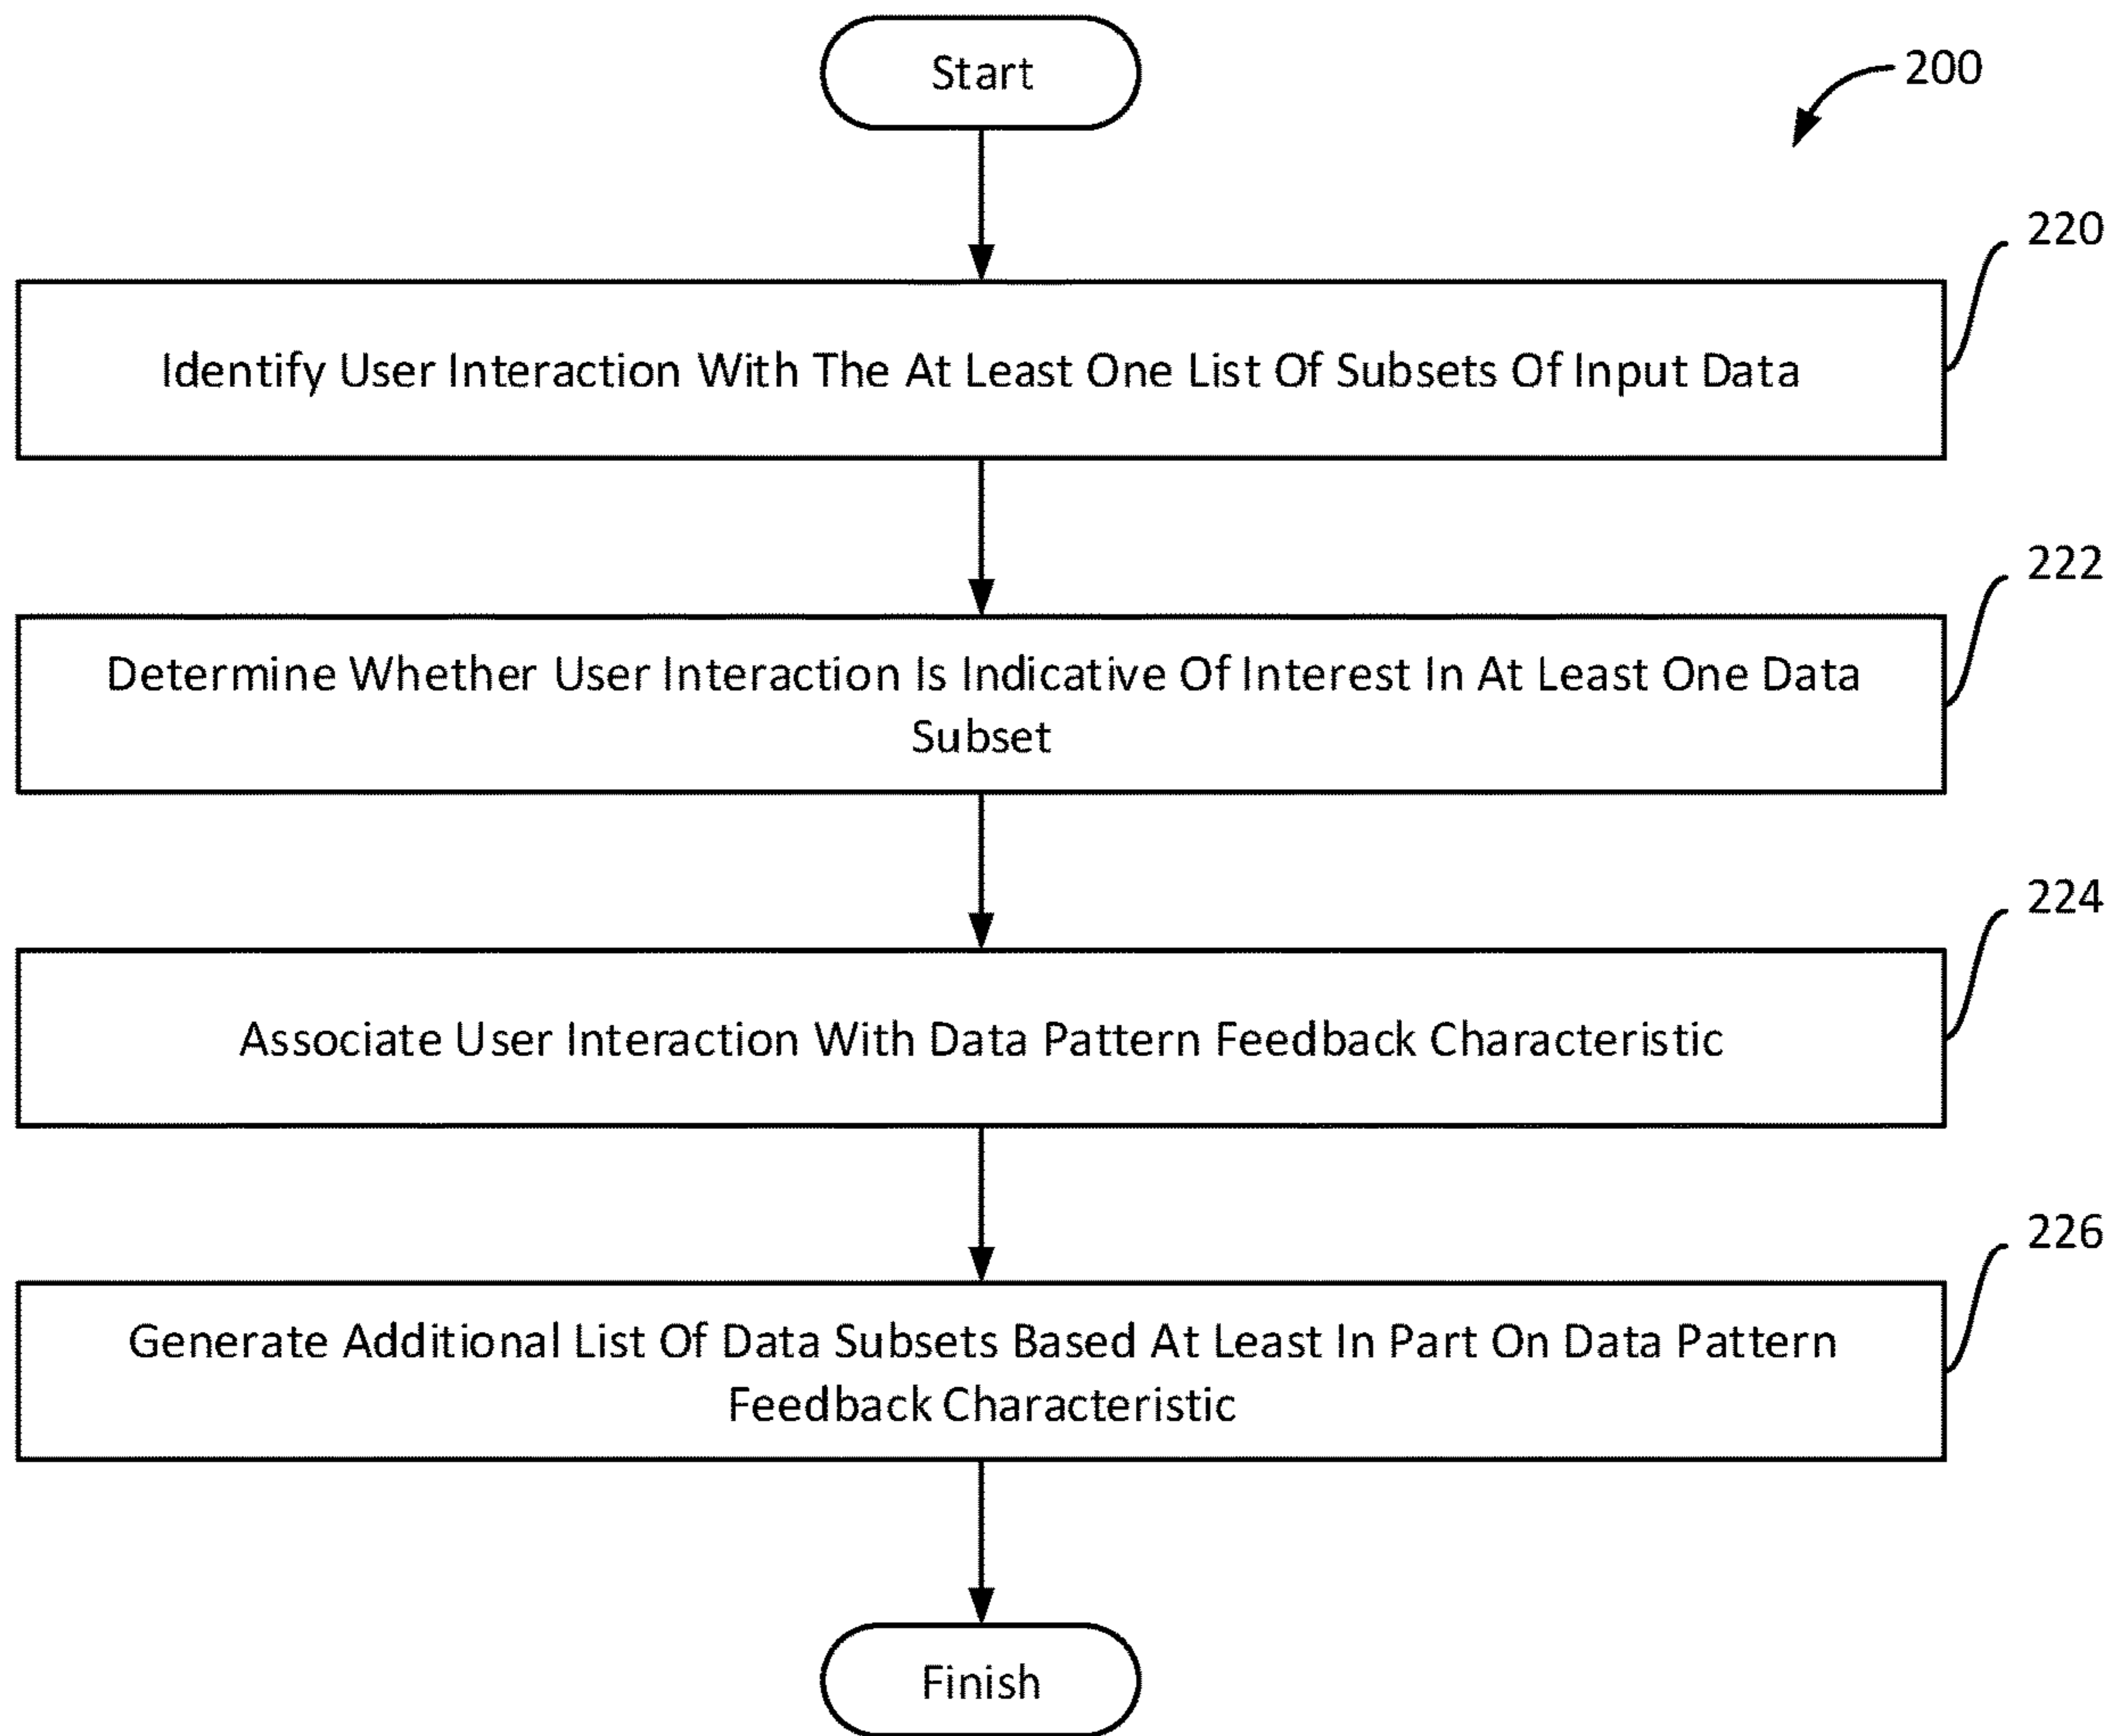 Start
200
220
Identify User Interaction With The At Least One List Of Subsets Of Input Data
222
Determine Whether User Interaction Is Indicative Of Interest In At Least One Data
Subset
224
Associate User Interaction With Data Pattern Feedback Characteristic
226
Generate Additional List Of Data Subsets Based At Least In Part On Data Pattern
Feedback Characteristic
Finish